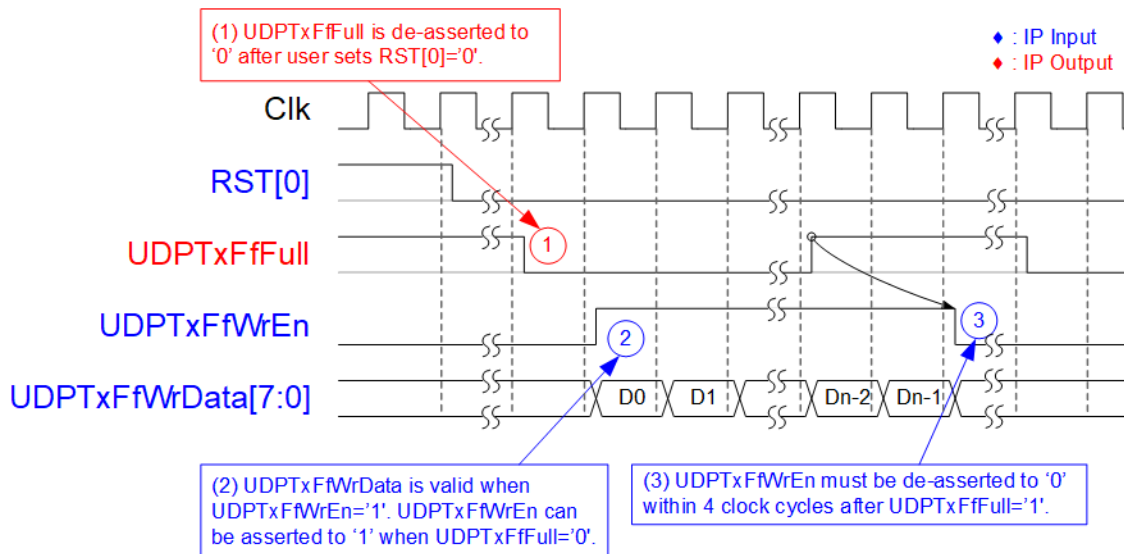 (1) UDPTxFfFull is de-asserted to
‘0’ after user sets RST[0]=’0’.
♦ : IP Input
♦ : IP Output
Clk
RST[0]
UDPTxFfFull
1
UDPTxFfWrEn
2
3
UDPTxFfWrData[7:0]
D0
D1
Dn-2
Dn-1
(2) UDPTxFfWrData is valid when
UDPTxFfWrEn=’1’. UDPTxFfWrEn can
be asserted to ‘1’ when UDPTxFfFull=’0’.
(3) UDPTxFfWrEn must be de-asserted to ‘0’
within 4 clock cycles after UDPTxFfFull=’1’.